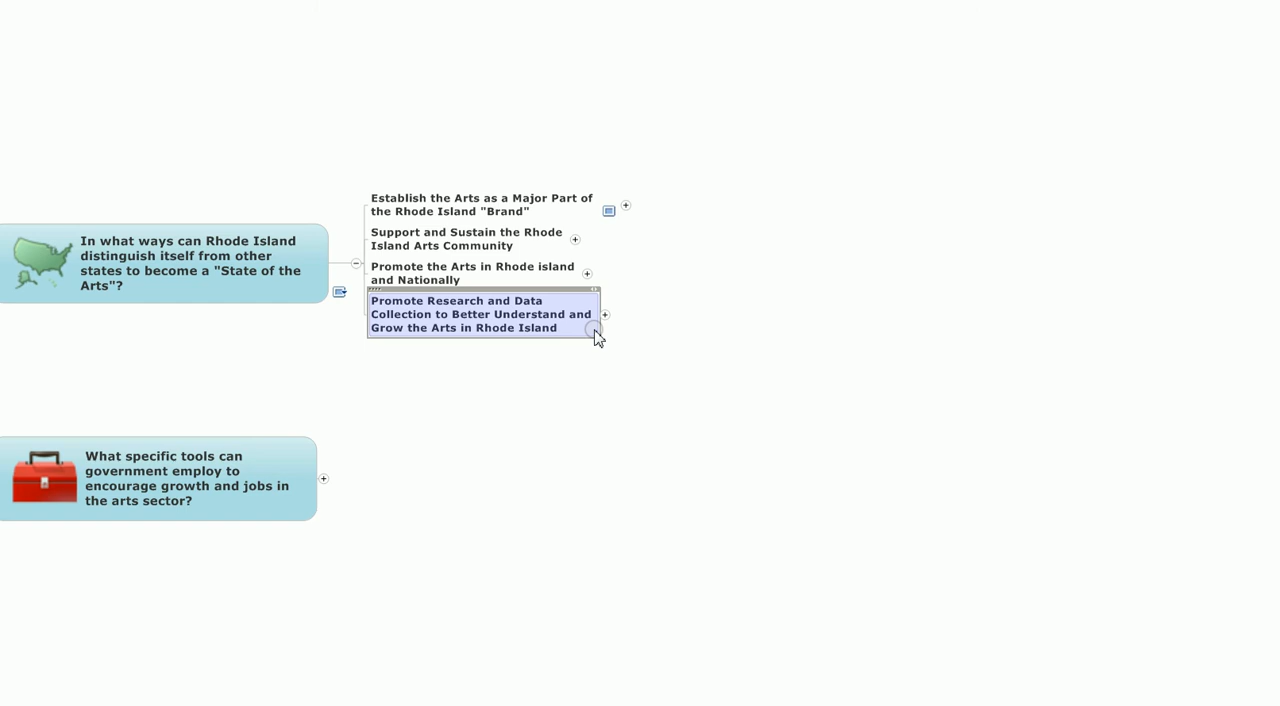 In what ways can Rhode Island
distinguish itself from other
states to become a "State of the
Arts"?
Establish the Arts as a Major Part of
the Rhode Island "Brand"
Support and Sustain the Rhode
Island Arts Community
Promote the Arts in Rhode island
and Nationally
Promote Research and Data
Collection to Better Understand and
Grow the Arts in Rhode Island
What specific tools can
government employ to
encourage growth and jobs in
the arts sector?